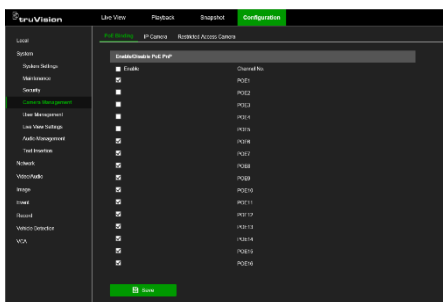 truVision
Live View Playback Snapshot Configuration
Local
System
System Settings
Maintenance
Security
Camera Management
User Management
Live View Settings
Audio Management
Text Insertion
Network
Video/Audio
Image
Event
Record
Vehicle Detection
VCA
PoE Binding IP Camera Restricted Access Camera
Enable/Disable PoE PnP
Enable Channel No.
POE1
POE2
POE3
POE4
POE5
POE6
POE7
POE8
POE9
POE10
POE11
POE12
POE13
POE14
POE15
POE16
Save